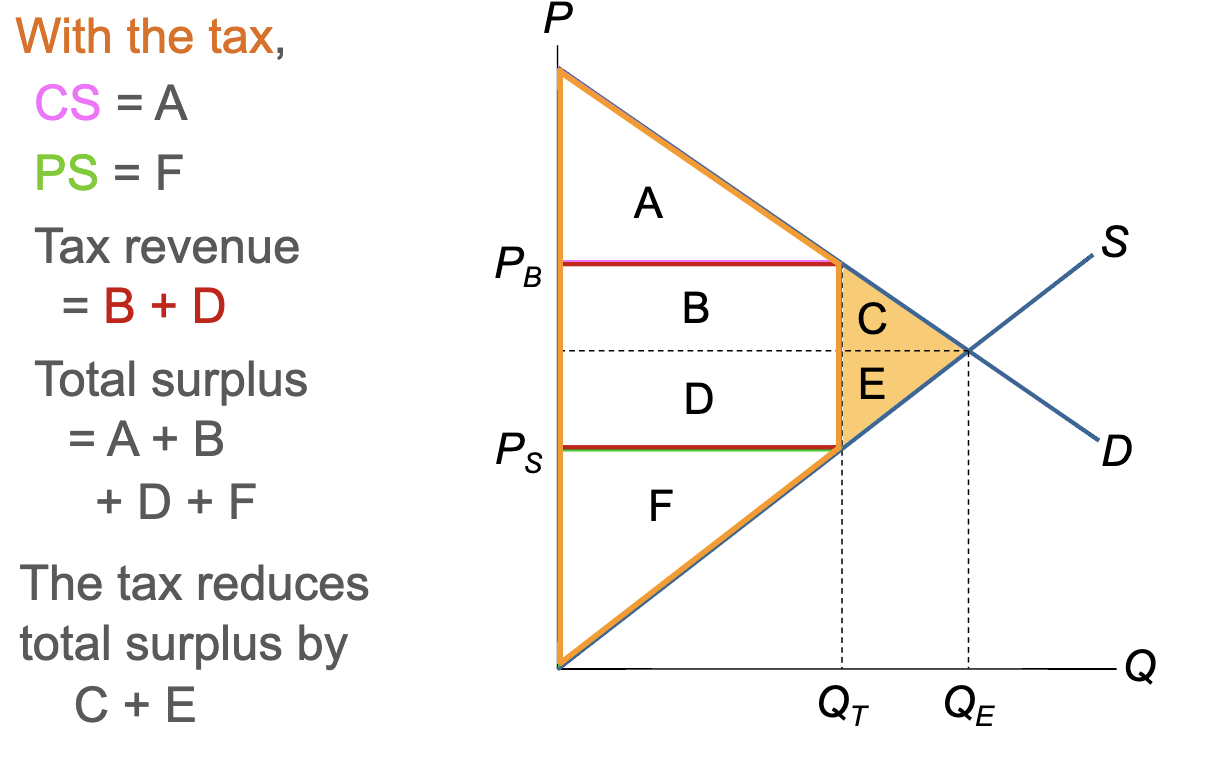 With the tax,
CS = A
PS = F
Tax revenue
= B + D
Total surplus
= A + B
+ D + F
The tax reduces
total surplus by
C + E
P
A
S
P_B
B
C
D
E
P_S
D
F
Q
Q_T
Q_E